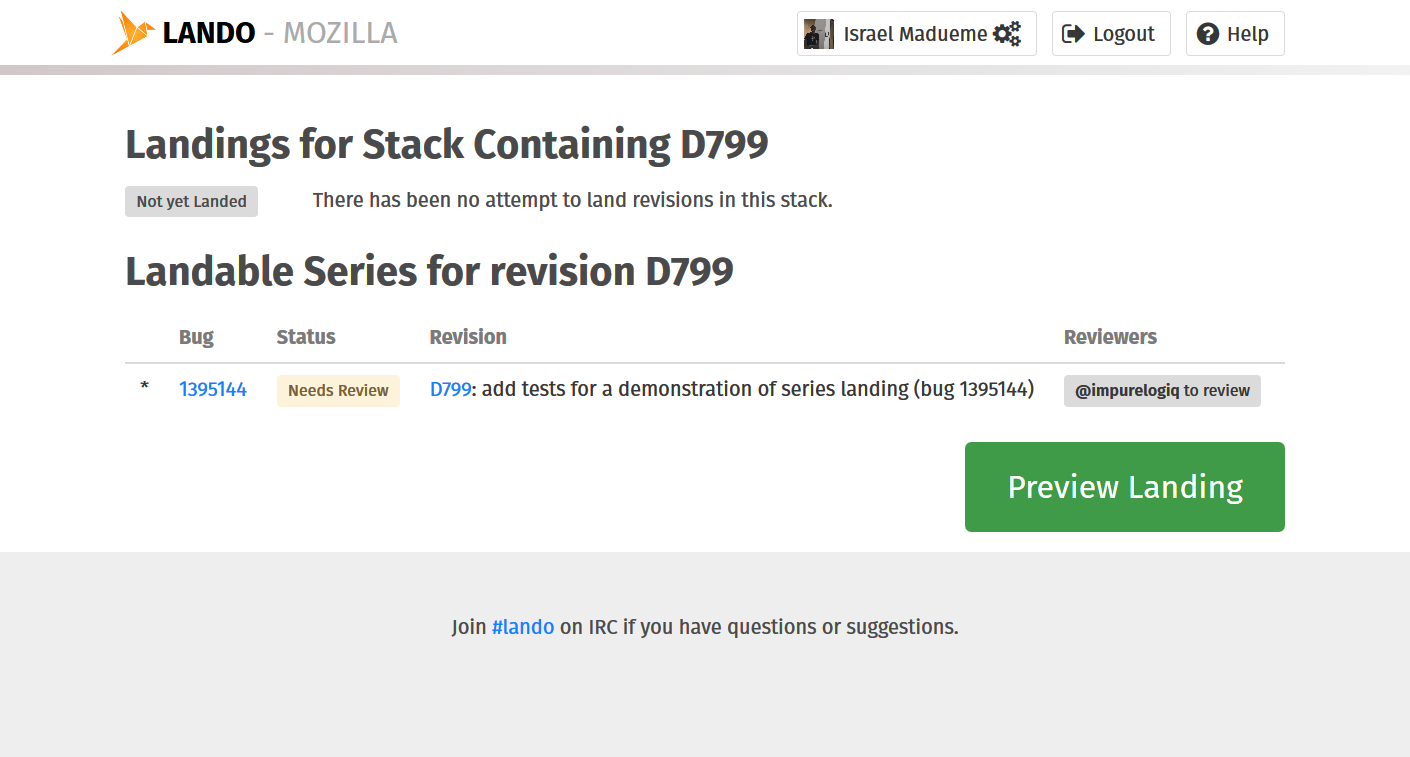 LANDO - MOZILLA
Israel Madueme
Logout
Help
Landings for Stack Containing D799
Not yet Landed
There has been no attempt to land revisions in this stack.
Landable Series for revision D799
Bug Status Revision Reviewers
* 1395144 Needs Review D799: add tests for a demonstration of series landing (bug 1395144) @impurelogiq to review
Preview Landing
Join #lando on IRC if you have questions or suggestions.